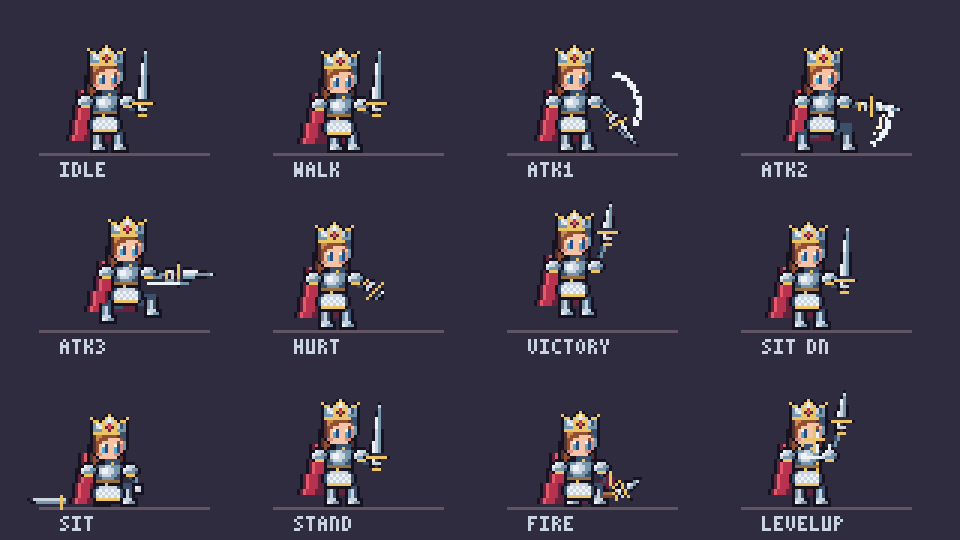 IDLE
WALK
ATK1
ATK2
ATK3
HURT
VICTORY
SIT DN
SIT
STAND
FIRE
LEVELUP